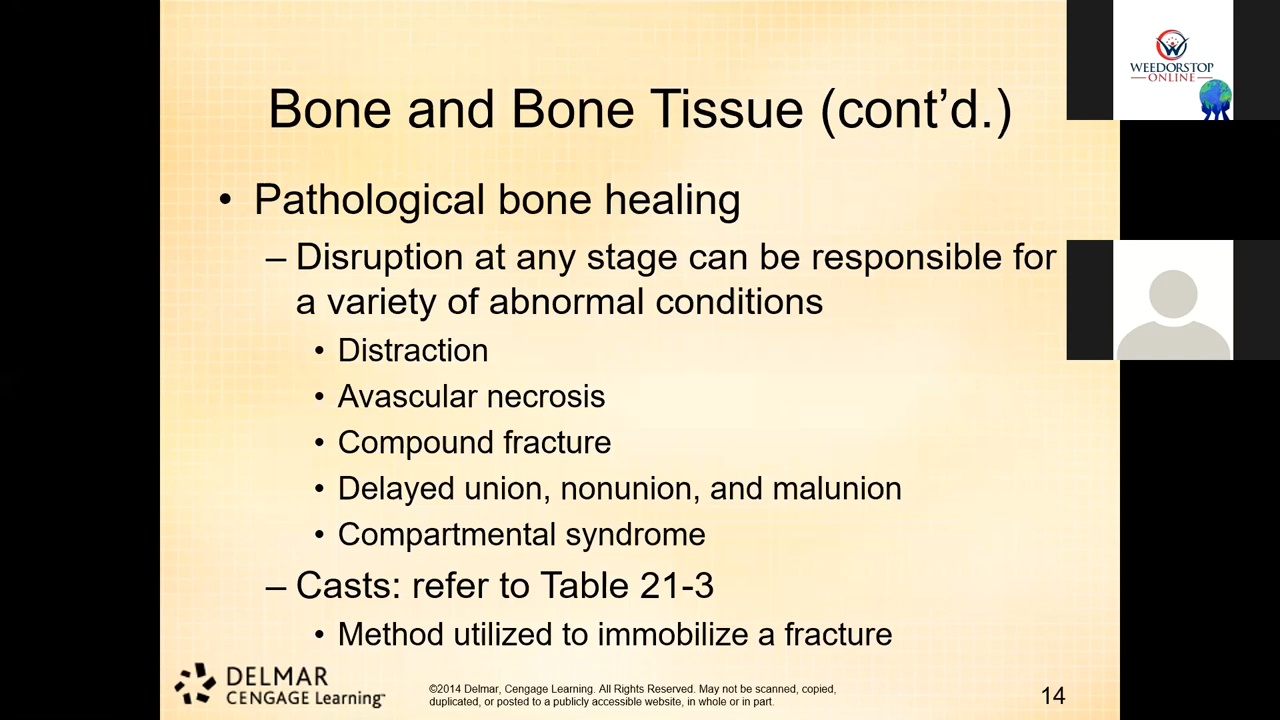 Bone and Bone Tissue (cont’d.)
• Pathological bone healing
– Disruption at any stage can be responsible for
a variety of abnormal conditions
• Distraction
• Avascular necrosis
• Compound fracture
• Delayed union, nonunion, and malunion
• Compartmental syndrome
– Casts: refer to Table 21-3
• Method utilized to immobilize a fracture
DELMAR
CENGAGE Learning™
©2014 Delmar, Cengage Learning. All Rights Reserved. May not be scanned, copied,
duplicated, or posted to a publicly accessible website, in whole or in part.
14
WEEDORSTOP
ONLINE